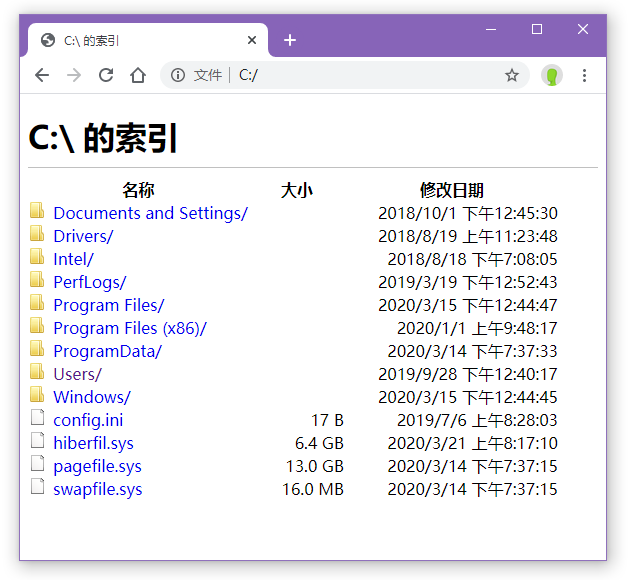 C:\ 的索引
文件 | C:/
C:\ 的索引
名称 大小 修改日期
Documents and Settings/ 2018/10/1 下午12:45:30
Drivers/ 2018/8/19 上午11:23:48
Intel/ 2018/8/18 下午7:08:05
PerfLogs/ 2019/3/19 下午12:52:43
Program Files/ 2020/3/15 下午12:44:47
Program Files (x86)/ 2020/1/1 上午9:48:17
ProgramData/ 2020/3/14 下午7:37:33
Users/ 2019/9/28 下午12:40:17
Windows/ 2020/3/15 下午12:44:45
config.ini 17 B 2019/7/6 上午8:28:03
hiberfil.sys 6.4 GB 2020/3/21 上午8:17:10
pagefile.sys 13.0 GB 2020/3/14 下午7:37:15
swapfile.sys 16.0 MB 2020/3/14 下午7:37:15